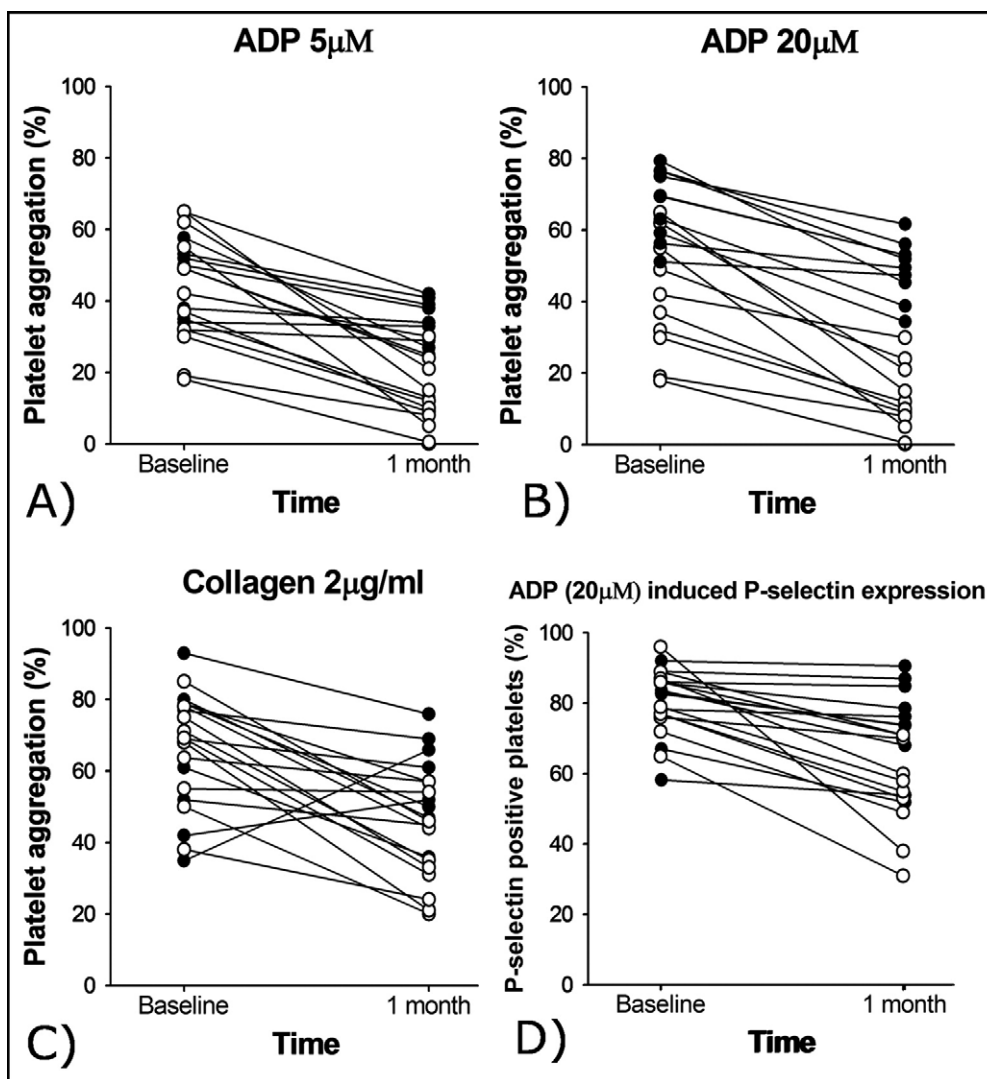 ADP 5μM
Platelet aggregation (%)
100
80
60
40
20
0
Baseline 1 month
Time
A)
ADP 20μM
Platelet aggregation (%)
100
80
60
40
20
0
Baseline 1 month
Time
B)
Collagen 2μg/ml
Platelet aggregation (%)
100
80
60
40
20
0
Baseline 1 month
Time
C)
ADP (20μM) induced P-selectin expression
P-selectin positive platelets (%)
100
80
60
40
20
0
Baseline 1 month
Time
D)